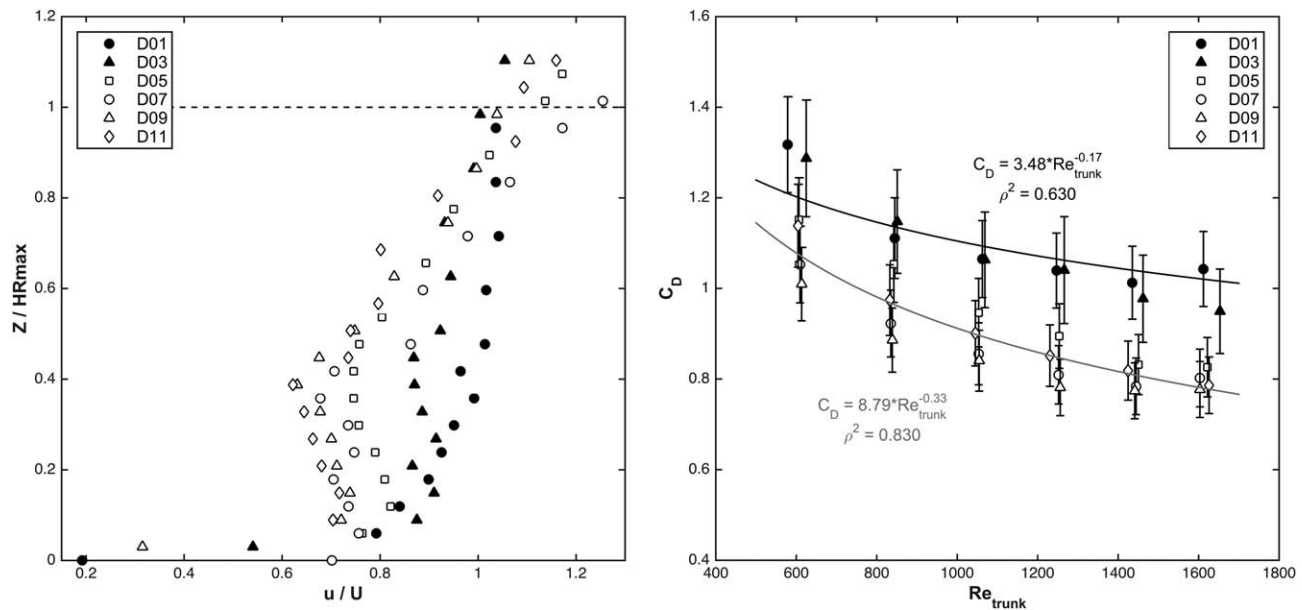 1.2
1
0.8
0.6
0.4
0.2
0
Z / HRmax
0.2
0.4
0.6
0.8
1
1.2
u / U
D01
D03
D05
D07
D09
D11
1.6
1.4
1.2
1
0.8
0.6
0.4
C_D
400
600
800
1000
1200
1400
1600
1800
Re_trunk
D01
D03
D05
D07
D09
D11
C_D = 3.48*Re_trunk^-0.17
ρ² = 0.630
C_D = 8.79*Re_trunk^-0.33
ρ² = 0.830